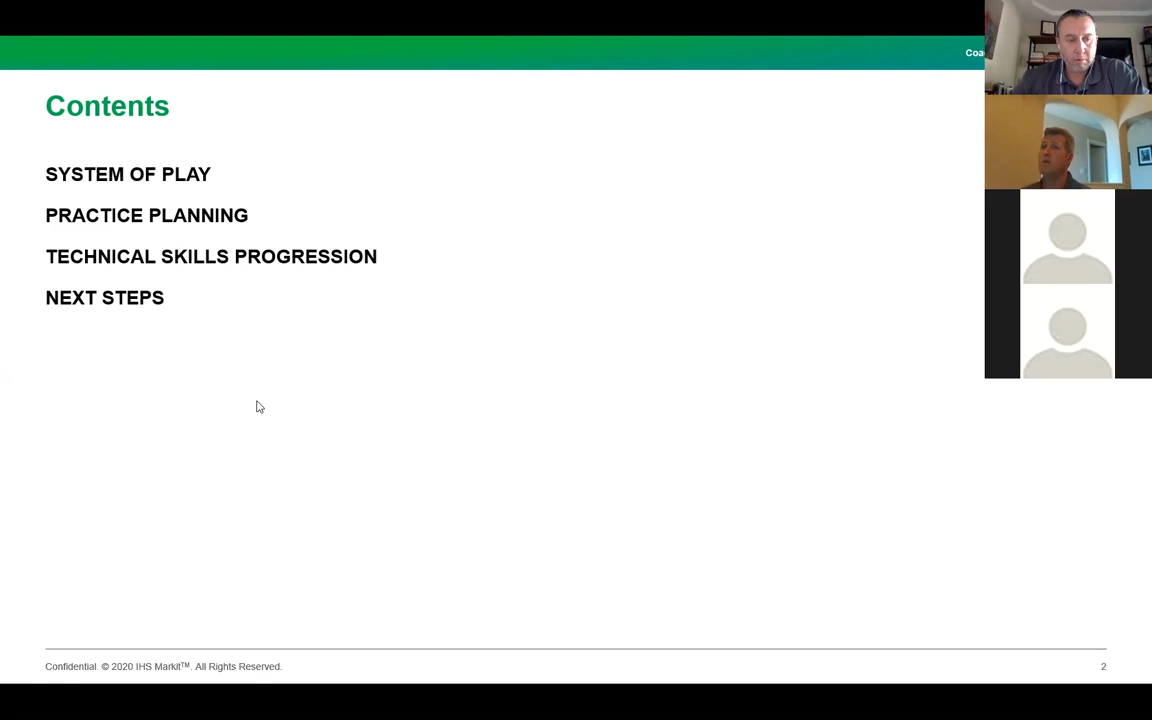 Contents
SYSTEM OF PLAY
PRACTICE PLANNING
TECHNICAL SKILLS PROGRESSION
NEXT STEPS
Confidential. © 2020 IHS Markit™. All Rights Reserved.
2